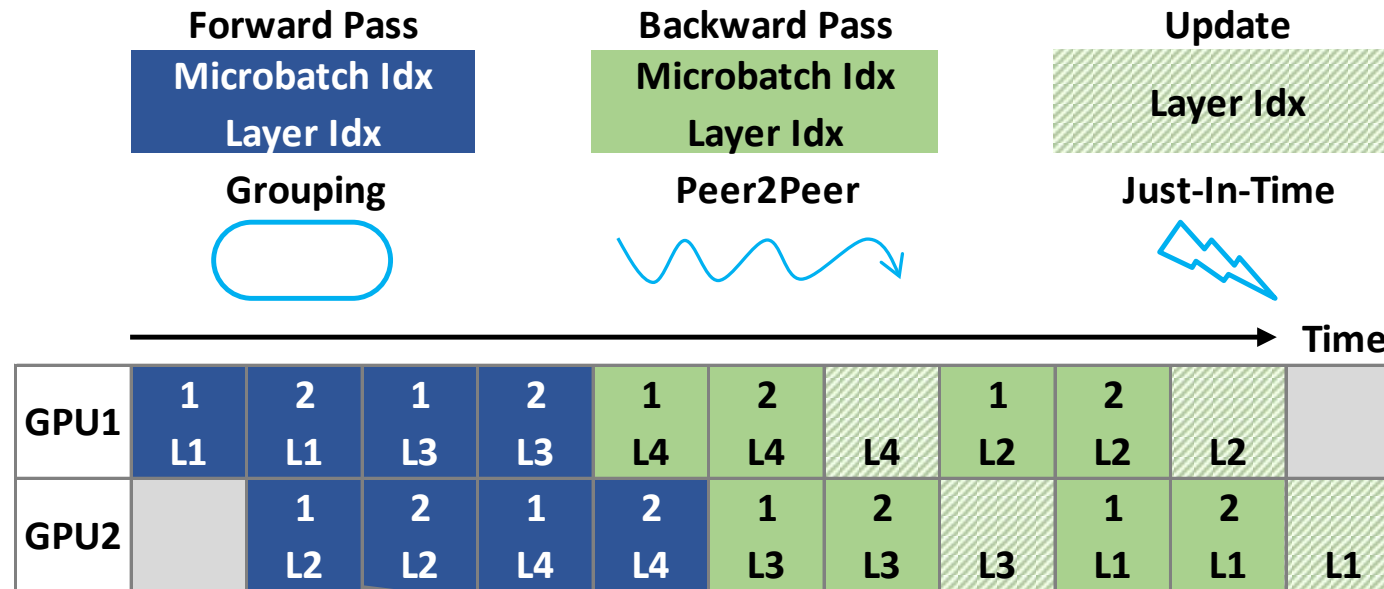 Forward Pass Backward Pass Update
Microbatch Idx Microbatch Idx
Layer Idx
Layer Idx Layer Idx
Grouping Peer2Peer Just-In-Time
Time
GPU1
1 2 1 2 1 2 1 2
L1 L1 L3 L3 L4 L4 L4 L2 L2 L2
GPU2
1 2 1 2 1 2 1 2
L2 L2 L4 L4 L3 L3 L3 L1 L1 L1